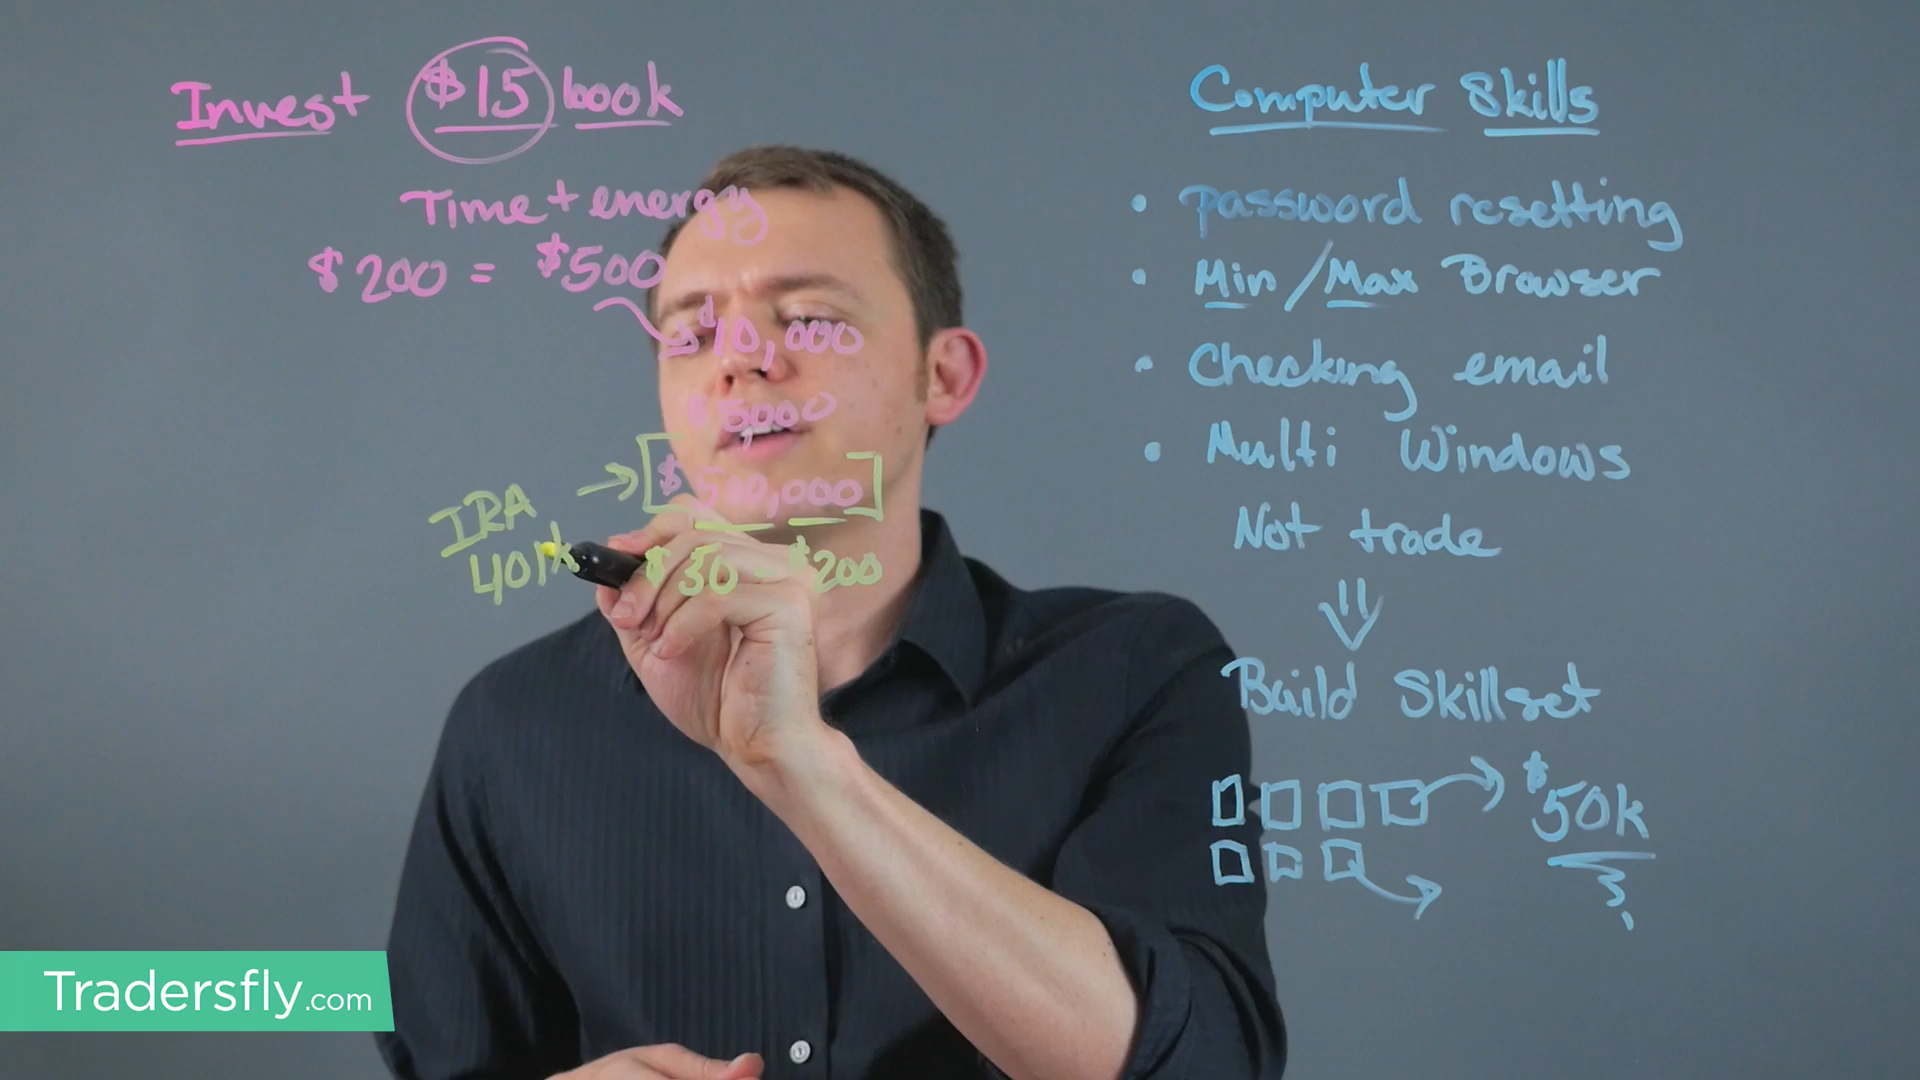 Invest $15 book
Time + energy
$200 = $500
10,000
$5000
$500,000
IRA
401k
$50 - $200
Computer Skills
• password resetting
• Min/Max Browser
• Checking email
• Multi Windows
Not trade
Build Skillset
$50k
Tradersfly.com